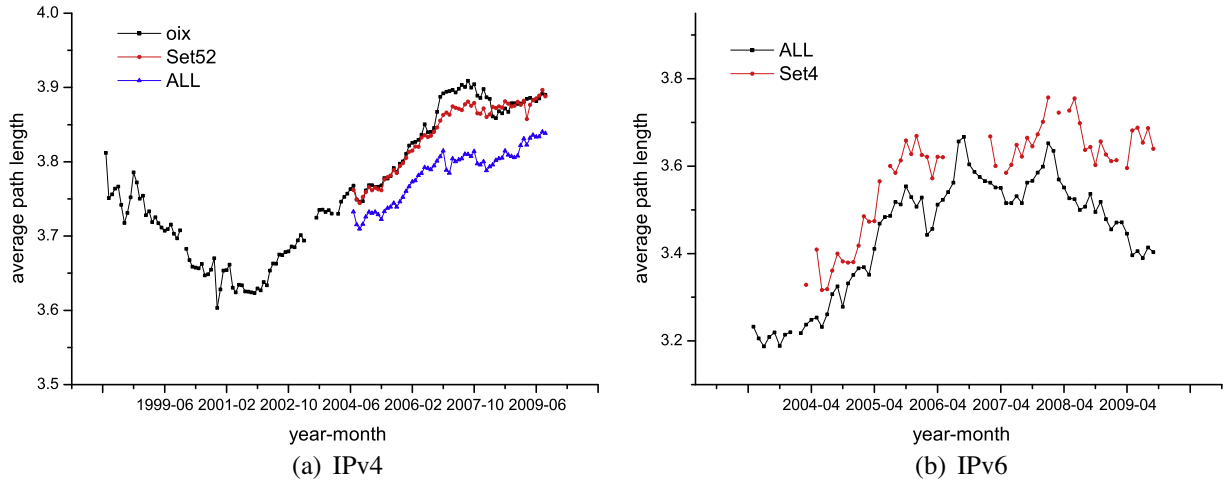 4.0
3.9
3.8
3.7
3.6
3.5
average path length
oix
Set52
ALL
1999-06 2001-02 2002-10 2004-06 2006-02 2007-10 2009-06
year-month
(a) IPv4
3.8
3.6
3.4
3.2
average path length
ALL
Set4
2004-04 2005-04 2006-04 2007-04 2008-04 2009-04
year-month
(b) IPv6